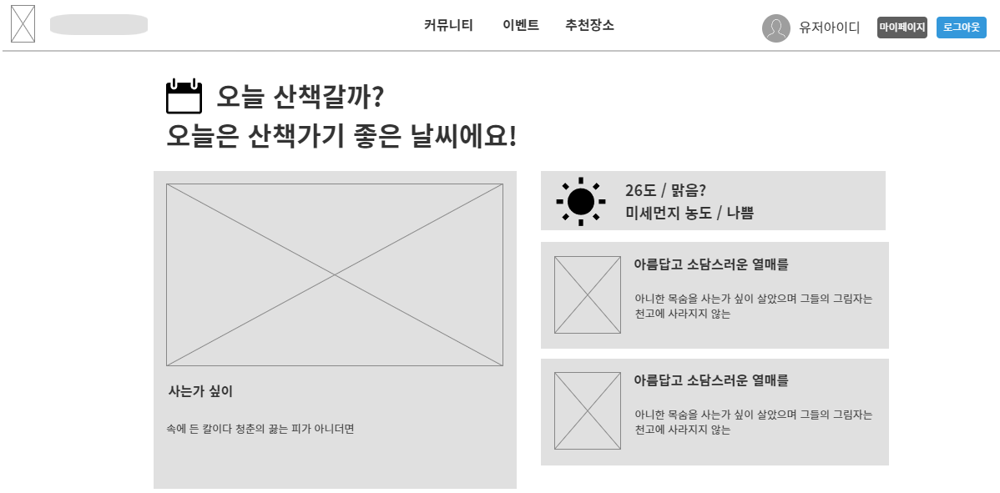 커뮤니티 이벤트 추천장소 유저아이디 마이페이지 로그아웃
오늘 산책갈까?
오늘은 산책가기 좋은 날씨에요!
26도 / 맑음?
미세먼지 농도 / 나쁨
아름답고 소담스러운 열매를
아니한 목숨을 사는가 싶이 살았으며 그들의 그림자는
천고에 사라지지 않는
아름답고 소담스러운 열매를
아니한 목숨을 사는가 싶이 살았으며 그들의 그림자는
천고에 사라지지 않는
사는가 싶이
속에 든 칼이다 청춘의 끓는 피가 아니더면